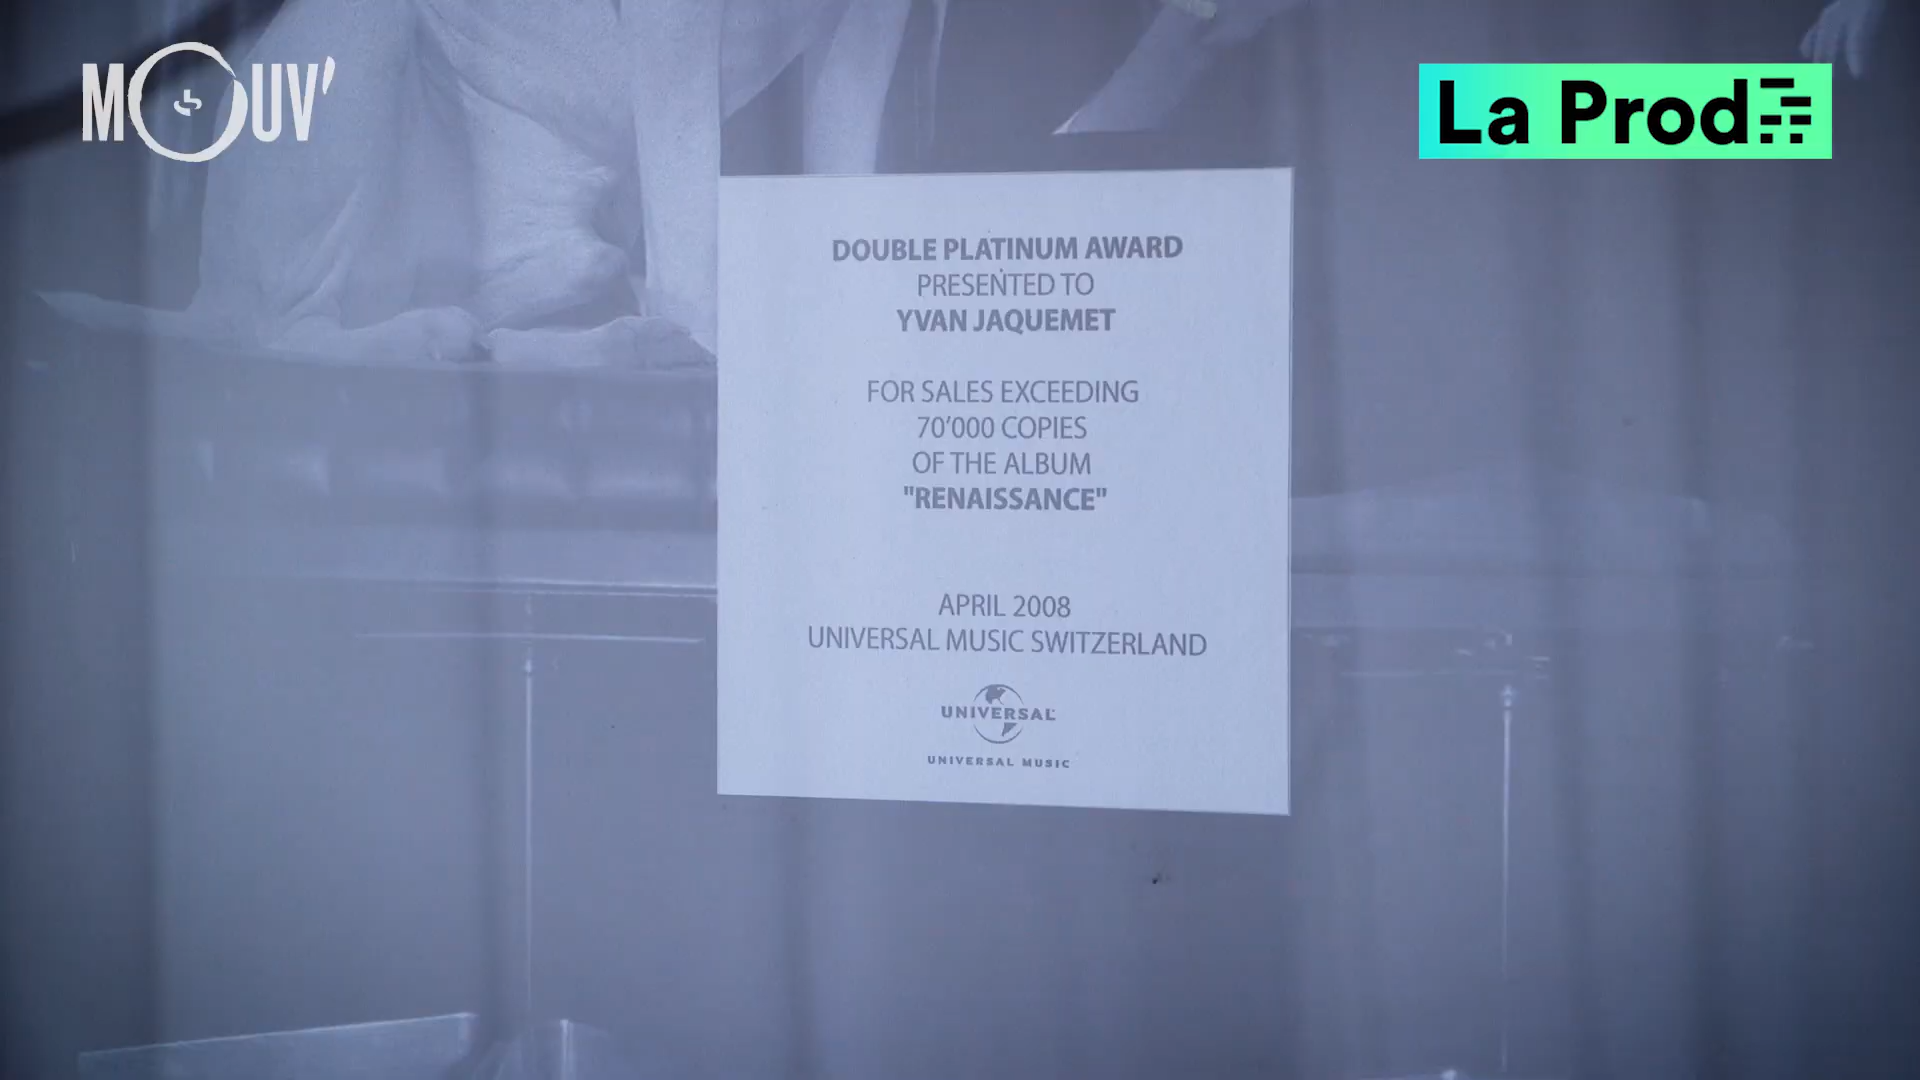 MOUV'
La Prod
DOUBLE PLATINUM AWARD
PRESENTED TO
YVAN JAQUEMET
FOR SALES EXCEEDING
70'000 COPIES
OF THE ALBUM
"RENAISSANCE"
APRIL 2008
UNIVERSAL MUSIC SWITZERLAND
UNIVERSAL
UNIVERSAL MUSIC